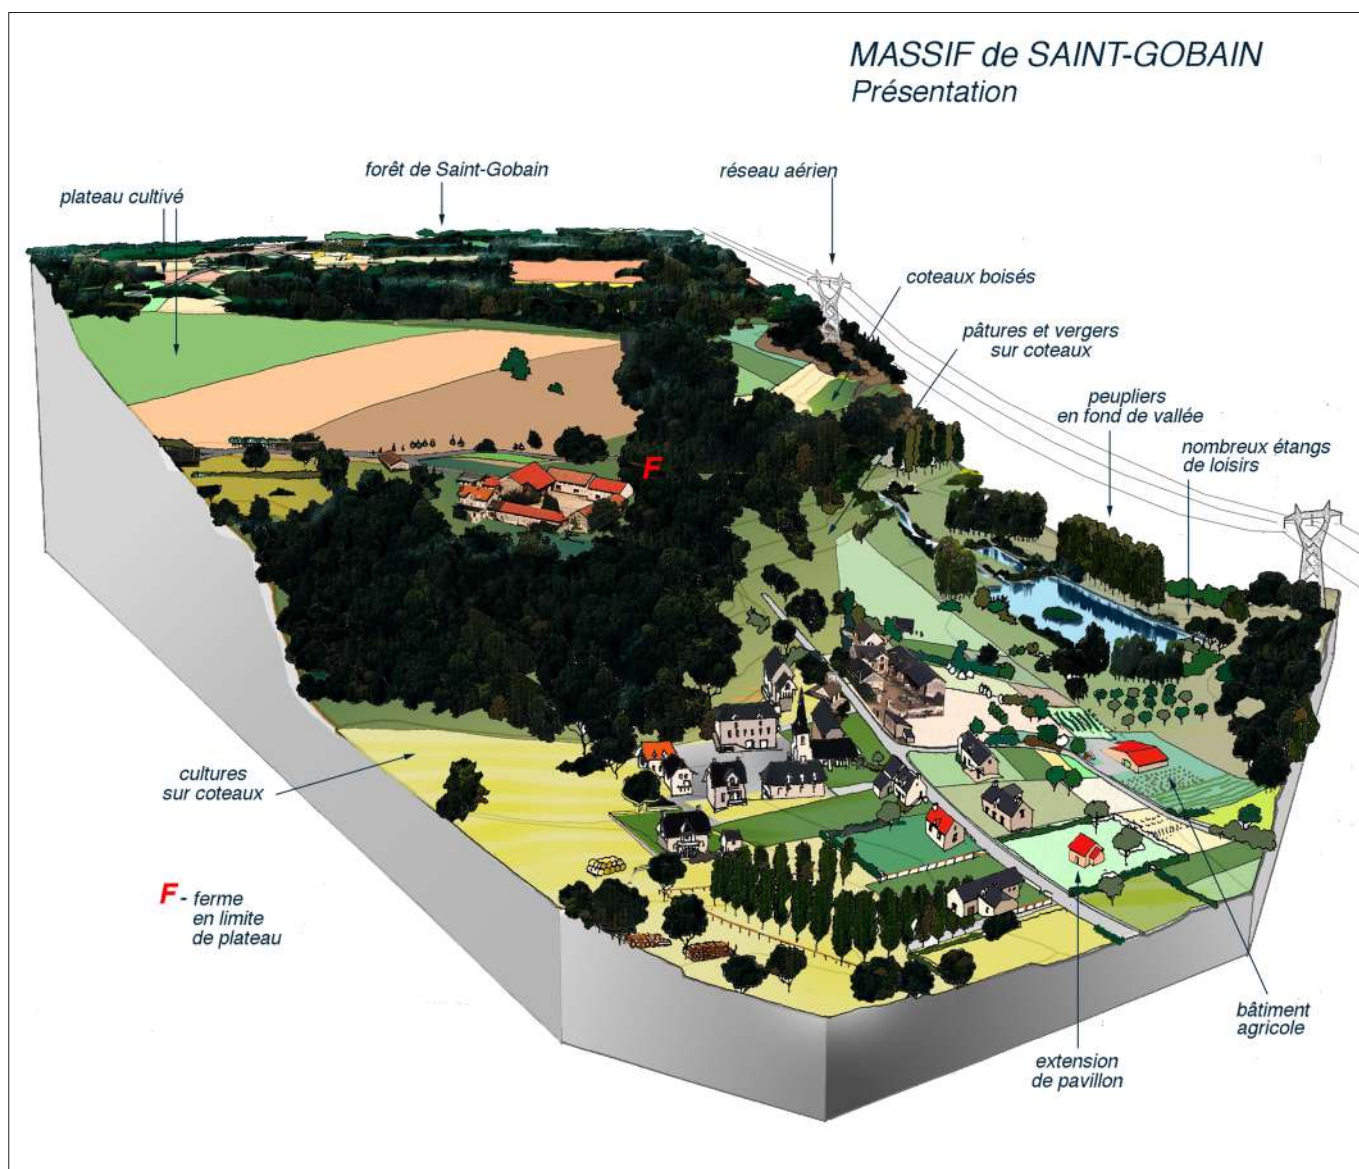 MASSIF de SAINT-GOBAIN
Présentation
forêt de Saint-Gobain
réseau aérien
plateau cultivé
coteaux boisés
pâtures et vergers
sur coteaux
peupliers
en fond de vallée
nombreux étangs
de loisirs
F
cultures
sur coteaux
F - ferme
en limite
de plateau
bâtiment
agricole
extension
de pavillon